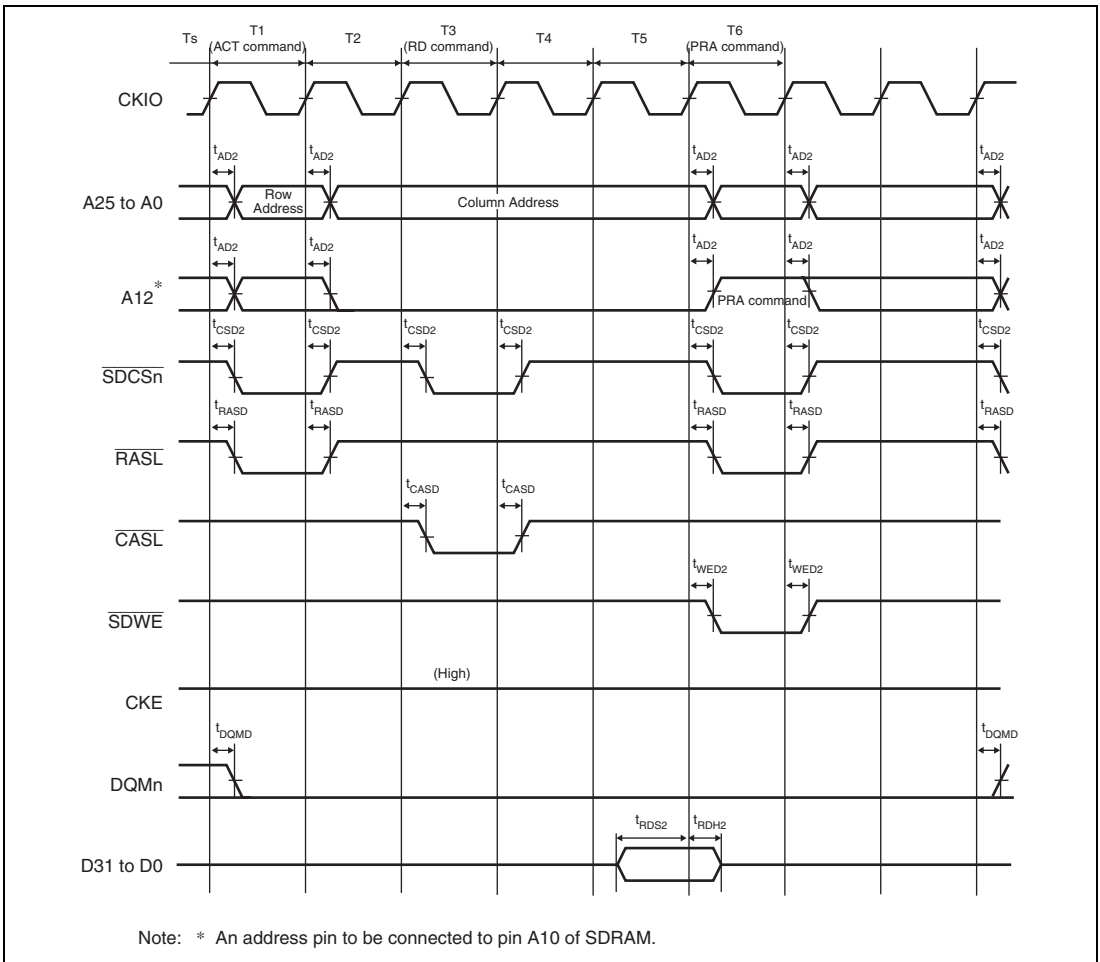 Ts T1 T2 T3 T4 T5 T6
(ACT command) (RD command) (PRA command)
CKIO
tAD2 tAD2 tAD2 tAD2 tAD2
A25 to A0 Row Address Column Address
tAD2 tAD2 tAD2 tAD2 tAD2
A12* PRA command
tCSD2 tCSD2 tCSD2 tCSD2 tCSD2 tCSD2 tCSD2
SDCSn
tRASD tRASD tRASD tRASD tRASD
RASL
tCASD tCASD
CASL
tWED2 tWED2
SDWE
(High)
CKE
tDQMD tDQMD
DQMn
tRDS2 tRDH2
D31 to D0
Note: * An address pin to be connected to pin A10 of SDRAM.